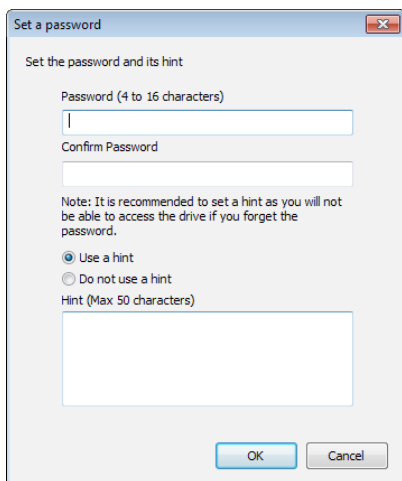 Set a password
Set the password and its hint
Password (4 to 16 characters)
Confirm Password
Note: It is recommended to set a hint as you will not
be able to access the drive if you forget the
password.
Use a hint
Do not use a hint
Hint (Max 50 characters)
OK Cancel